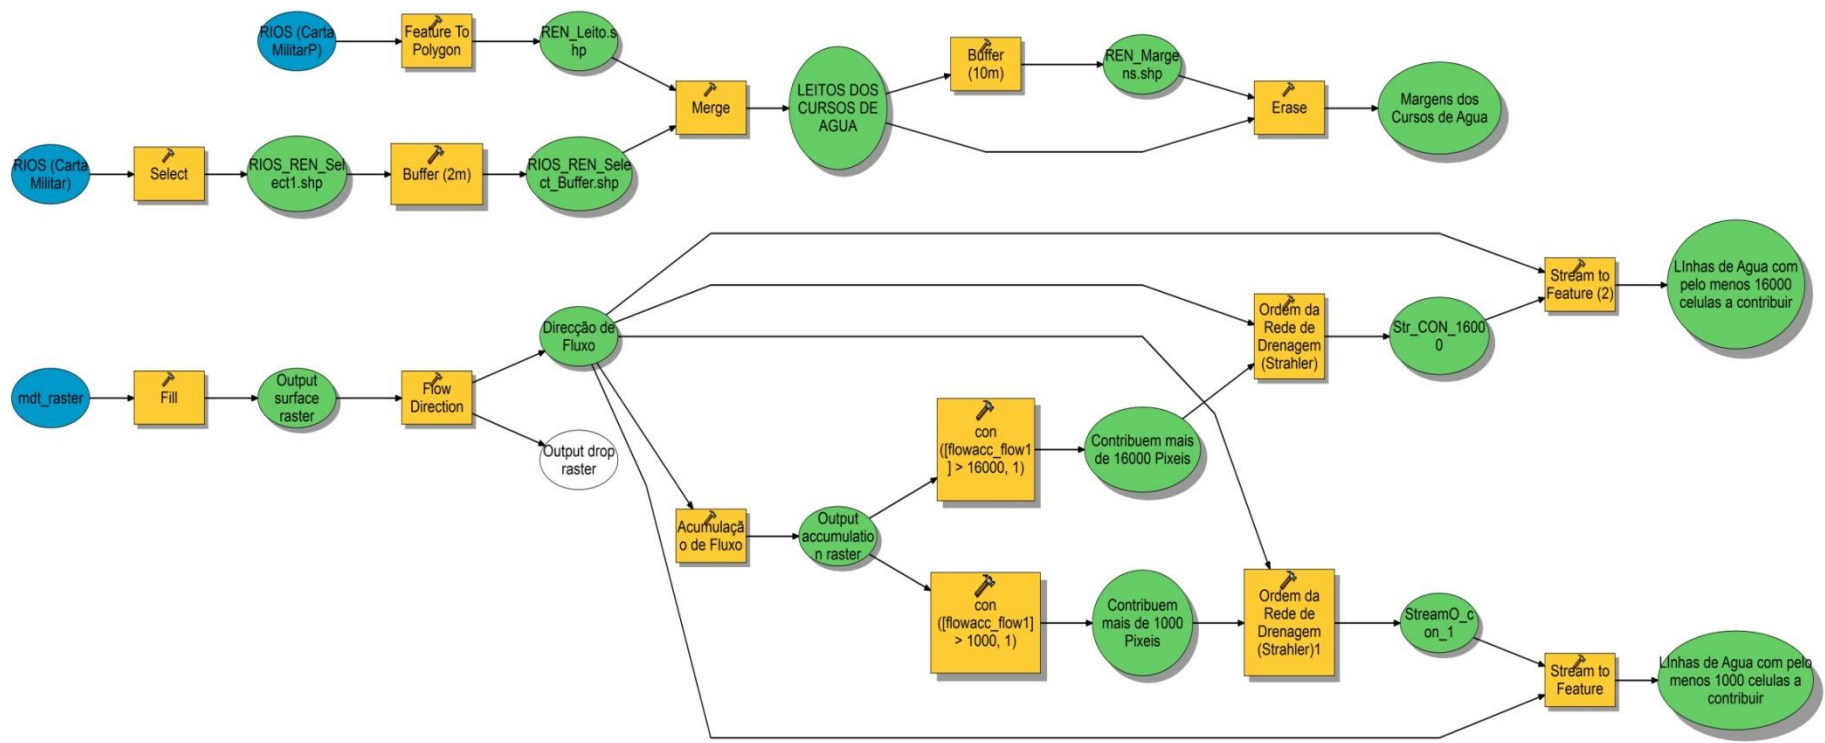 RIOS (Carta
MilitarP)
Feature To
Polygon
REN_Leito.s
hp
Merge
LEITOS DOS
CURSOS DE
AGUA
Buffer
(10m)
REN_Marge
ns.shp
Erase
Margens dos
Cursos de Agua
RIOS (Carta
Militar)
Select
RIOS_REN_Sel
ect1.shp
Buffer (2m)
RIOS_REN_Sele
ct_Buffer.shp
mdt_raster
Fill
Output
surface
raster
Flow
Direction
Direcção de
Fluxo
Output drop
raster
Acumulaçã
o de Fluxo
Output
accumulatio
n raster
con
([flowacc_flow1
] > 16000, 1)
Contribuem mais
de 16000 Pixeis
Ordem da
Rede de
Drenagem
(Strahler)
Str_CON_1600
0
Stream to
Feature (2)
LInhas de Agua com
pelo menos 16000
celulas a contribuir
con
([flowacc_flow1]
> 1000, 1)
Contribuem
mais de 1000
Pixeis
Ordem da
Rede de
Drenagem
(Strahler)1
StreamO_c
on_1
Stream to
Feature
LInhas de Agua com pelo
menos 1000 celulas a
contribuir